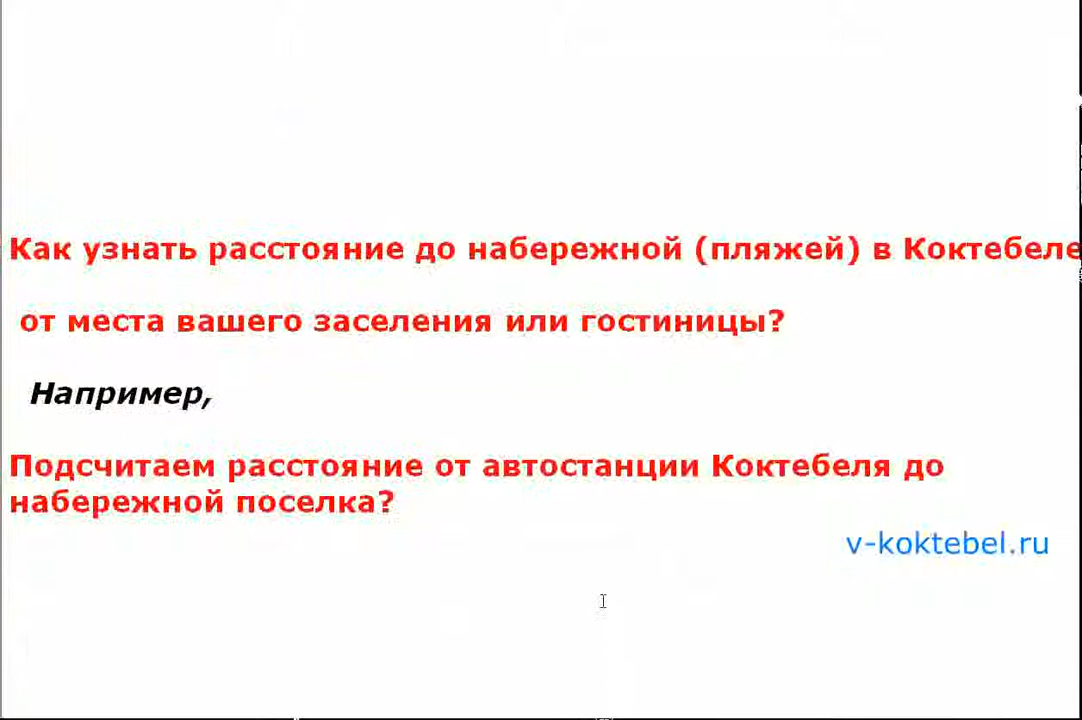 Как узнать расстояние до набережной (пляжей) в Коктебеле
от места вашего заселения или гостиницы?
Например,
Подсчитаем расстояние от автостанции Коктебеля до
набережной поселка?
v-koktebel.ru